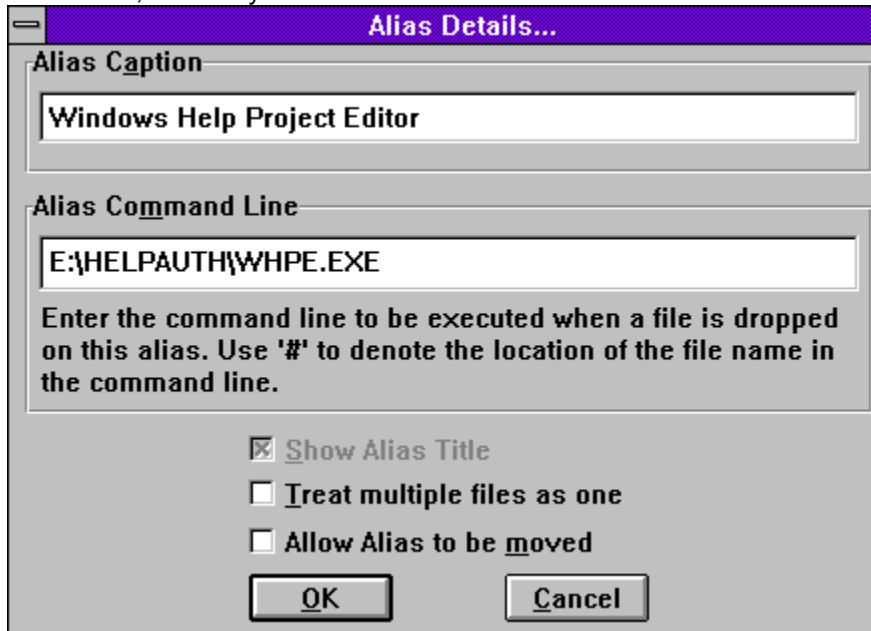 Alias Details...
Alias Caption
Windows Help Project Editor
Alias Command Line
E:\HELPAUTH\WHPE.EXE
Enter the command line to be executed when a file is dropped
on this alias. Use '#' to denote the location of the file name in
the command line.
Show Alias Title
Treat multiple files as one
Allow Alias to be moved
OK Cancel